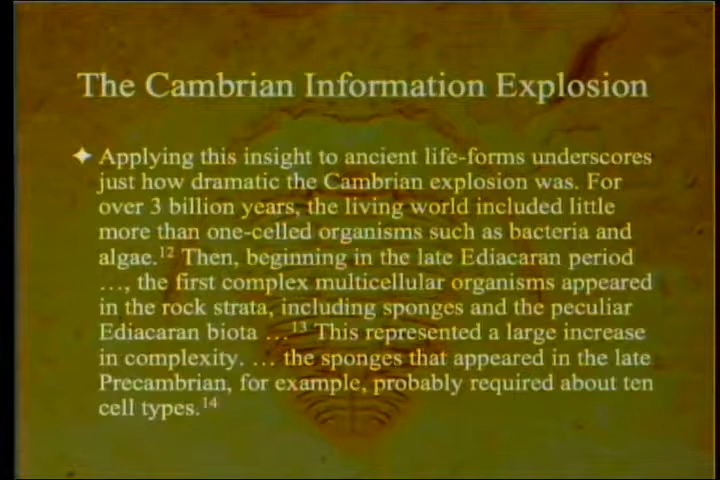 The Cambrian Information Explosion
✦ Applying this insight to ancient life-forms underscores
just how dramatic the Cambrian explosion was. For
over 3 billion years, the living world included little
more than one-celled organisms such as bacteria and
algae.¹² Then, beginning in the late Ediacaran period
…, the first complex multicellular organisms appeared
in the rock strata, including sponges and the peculiar
Ediacaran biota …¹³ This represented a large increase
in complexity. … the sponges that appeared in the late
Precambrian, for example, probably required about ten
cell types.¹⁴